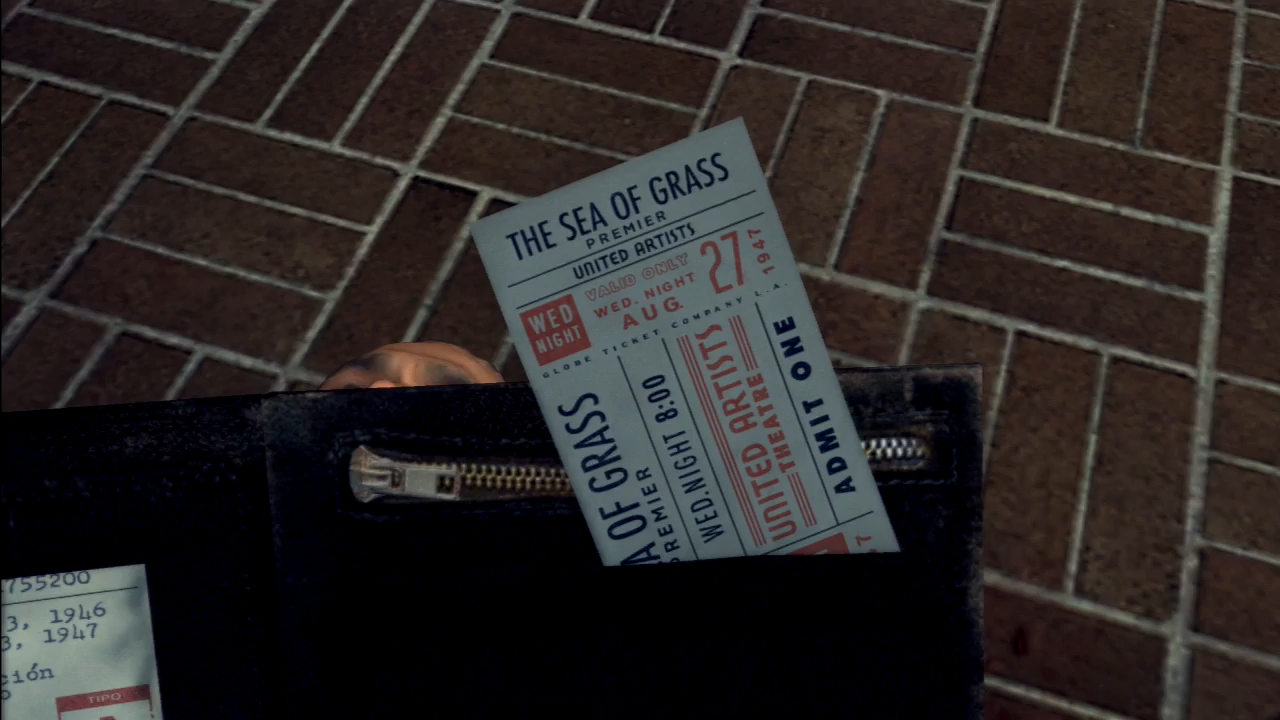 THE SEA OF GRASS
PREMIER
UNITED ARTISTS
WED
NIGHT
VALID ONLY
WED. NIGHT
AUG.
27
1947
GLOBE TICKET COMPANY L.A.
OF GRASS
PREMIER
WED.NIGHT 8:00
UNITED ARTISTS
THEATRE
ADMIT ONE
755200
3, 1946
3, 1947
ción
TIPO